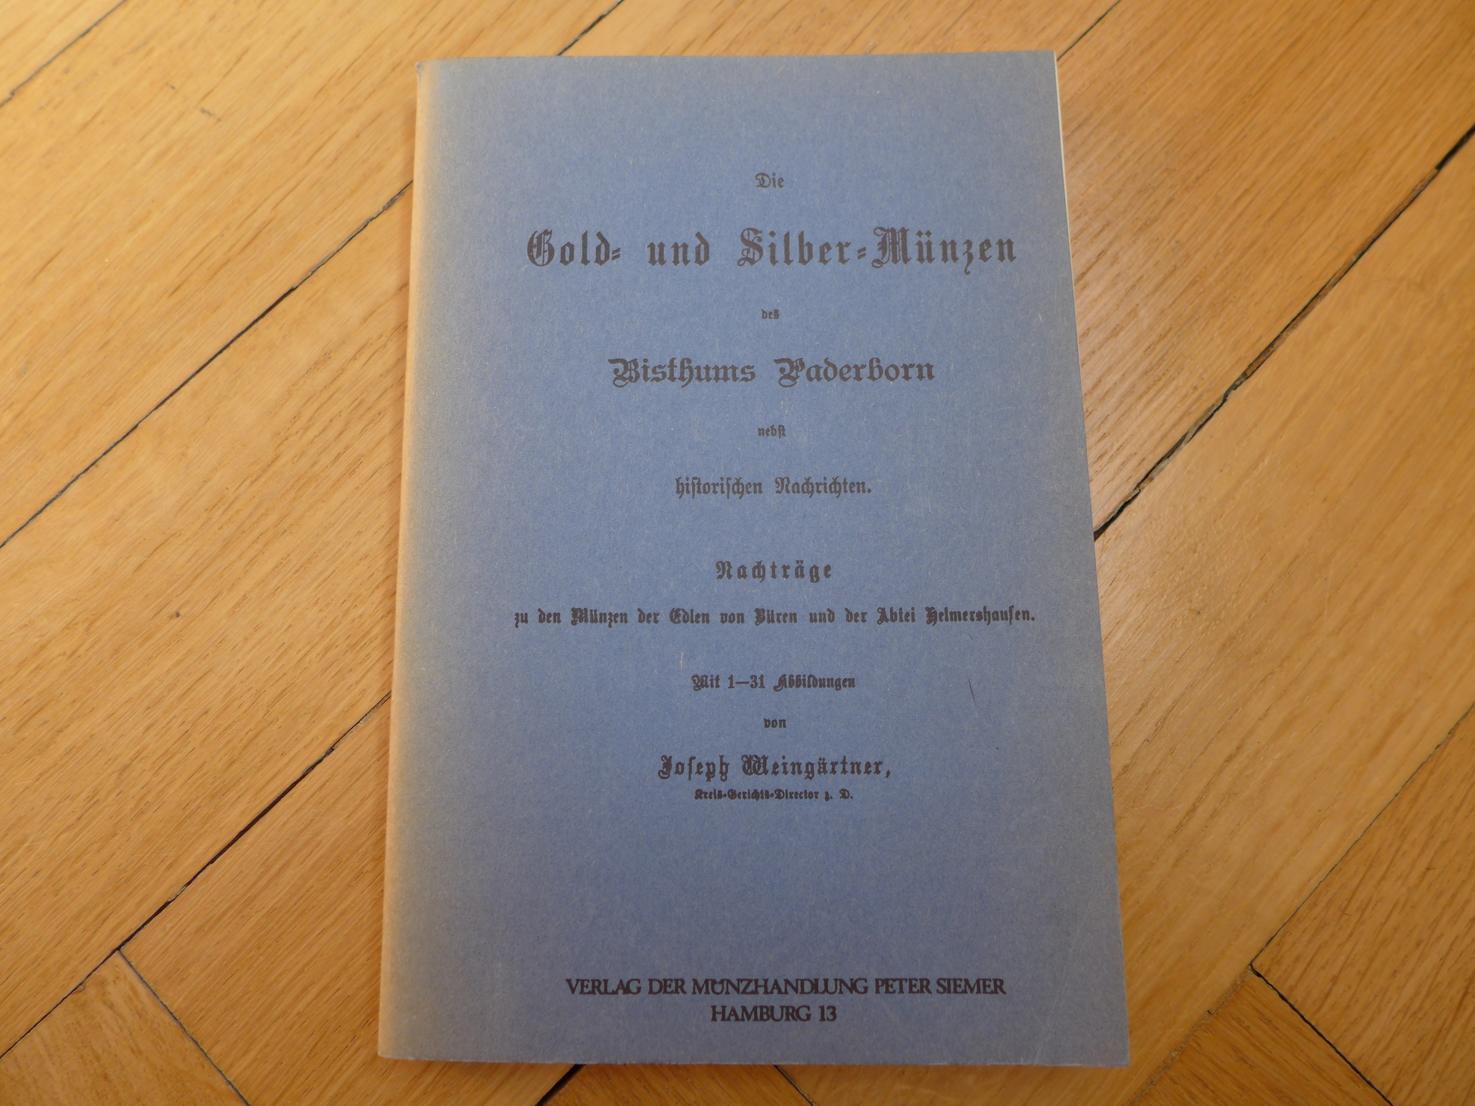 Die
Gold- und Silber-Münzen
des
Bisthums Paderborn
nebst
historischen Nachrichten.
Nachträge
zu den Münzen der Edlen von Büren und der Abtei Helmershausen.
Mit 1—31 Abbildungen
von
Joseph Weingärtner,
Kreis-Gerichts-Director z. D.
VERLAG DER MÜNZHANDLUNG PETER SIEMER
HAMBURG 13